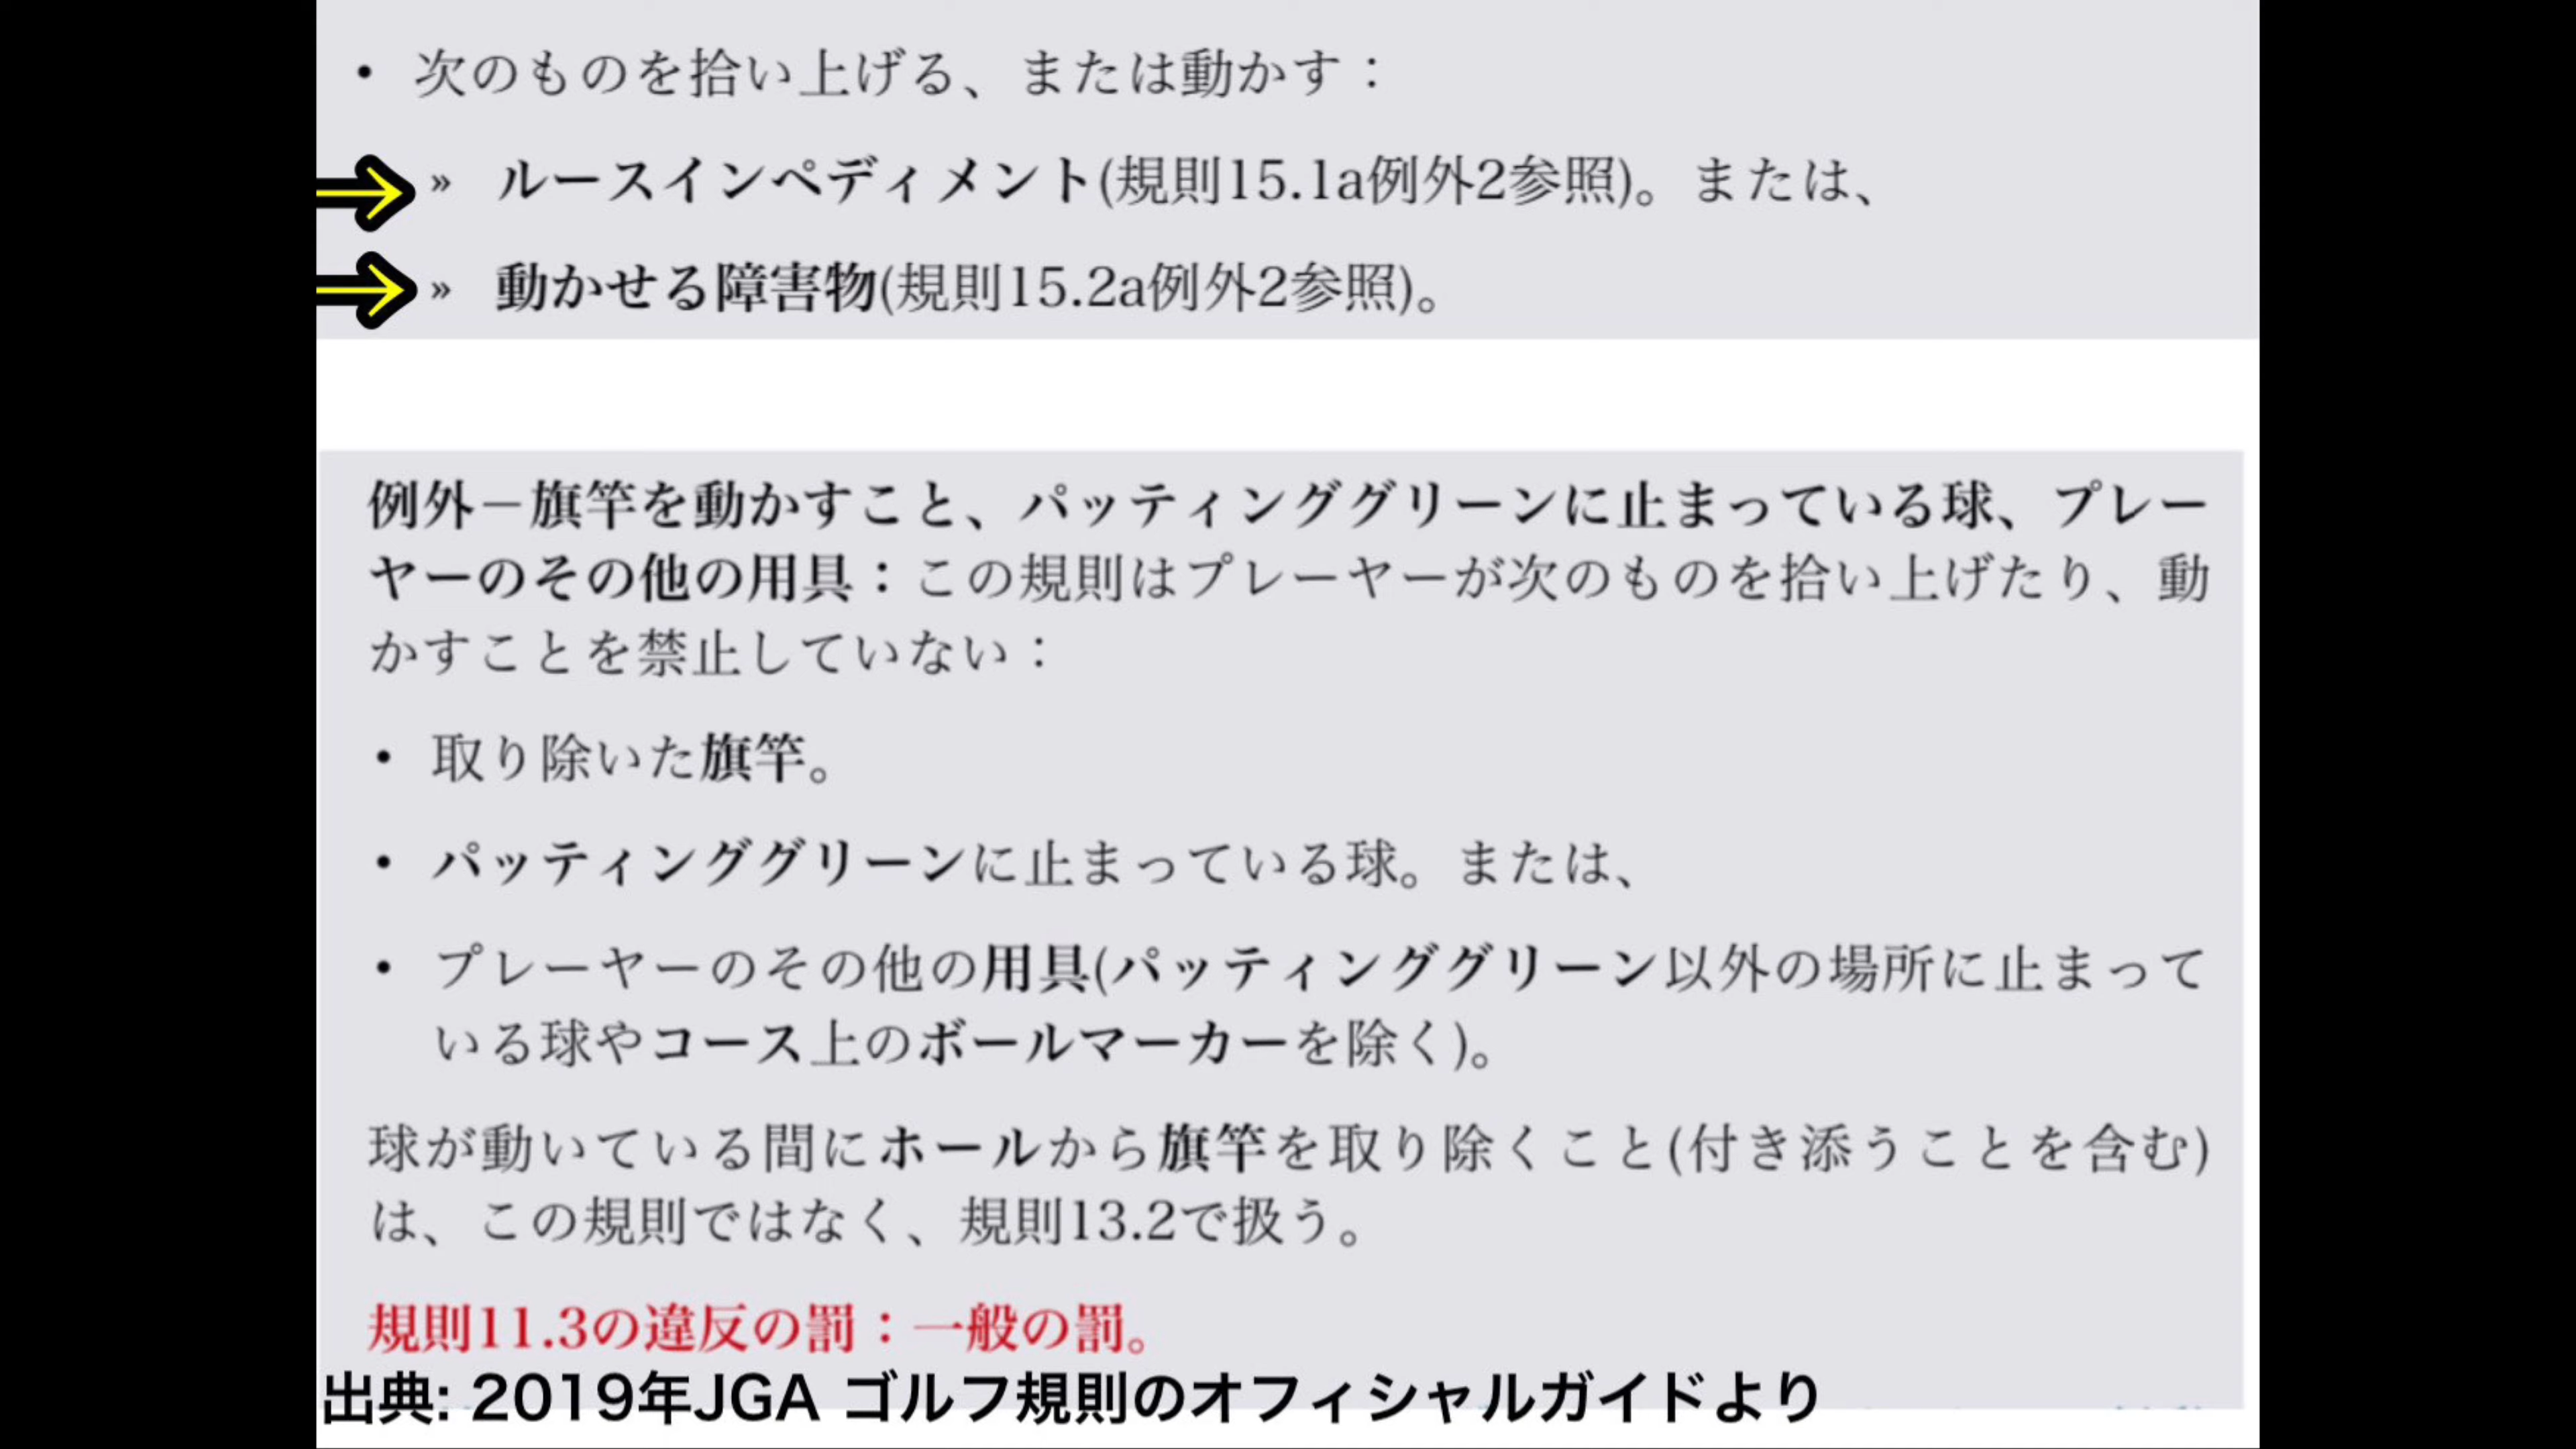 ・ 次のものを拾い上げる、または動かす：
» ルースインペディメント(規則15.1a例外2参照)。または、
» 動かせる障害物(規則15.2a例外2参照)。
例外－旗竿を動かすこと、パッティンググリーンに止まっている球、プレー
ヤーのその他の用具：この規則はプレーヤーが次のものを拾い上げたり、動
かすことを禁止していない：
・ 取り除いた旗竿。
・ パッティンググリーンに止まっている球。または、
・ プレーヤーのその他の用具(パッティンググリーン以外の場所に止まって
いる球やコース上のボールマーカーを除く)。
球が動いている間にホールから旗竿を取り除くこと(付き添うことを含む)
は、この規則ではなく、規則13.2で扱う。
規則11.3の違反の罰：一般の罰。
出典: 2019年JGA ゴルフ規則のオフィシャルガイドより